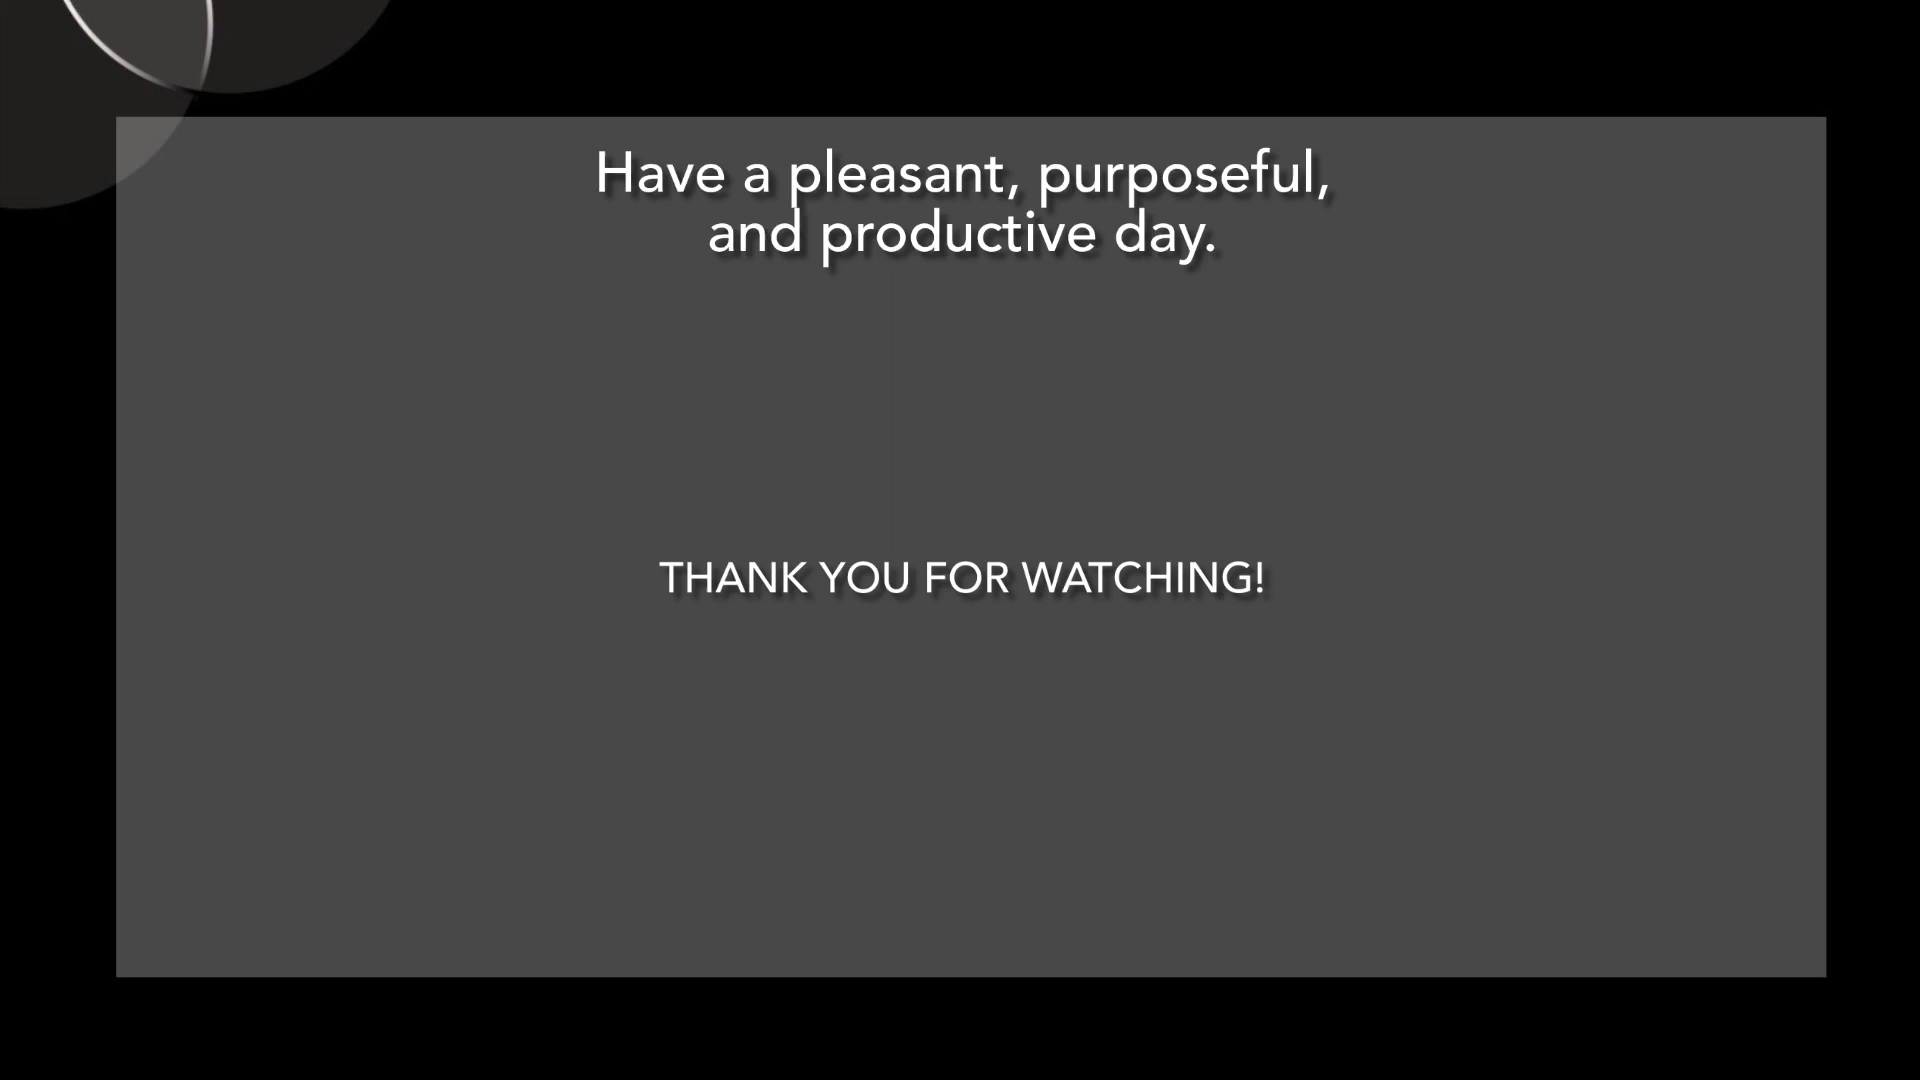 Have a pleasant, purposeful,
and productive day.
THANK YOU FOR WATCHING!